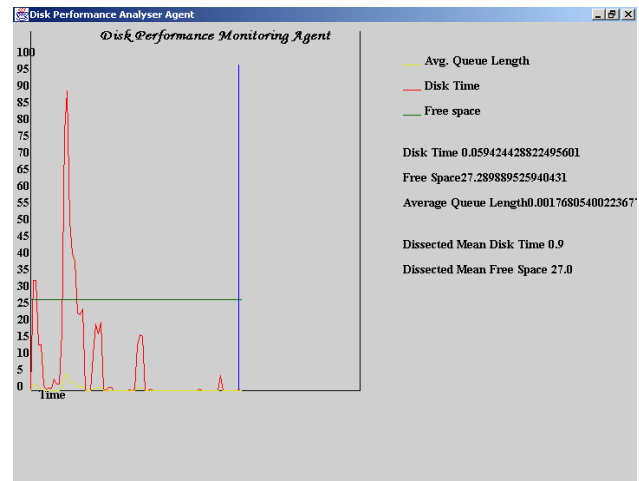 Disk Performance Analyser Agent
Disk Performance Monitoring Agent
100
95
90
85
80
75
70
65
60
55
50
45
40
35
30
25
20
15
10
5
0
Time
Avg. Queue Length
Disk Time
Free space
Disk Time 0.059424428822495601
Free Space27.289889525940431
Average Queue Length0.0017680540022367
Dissected Mean Disk Time 0.9
Dissected Mean Free Space 27.0